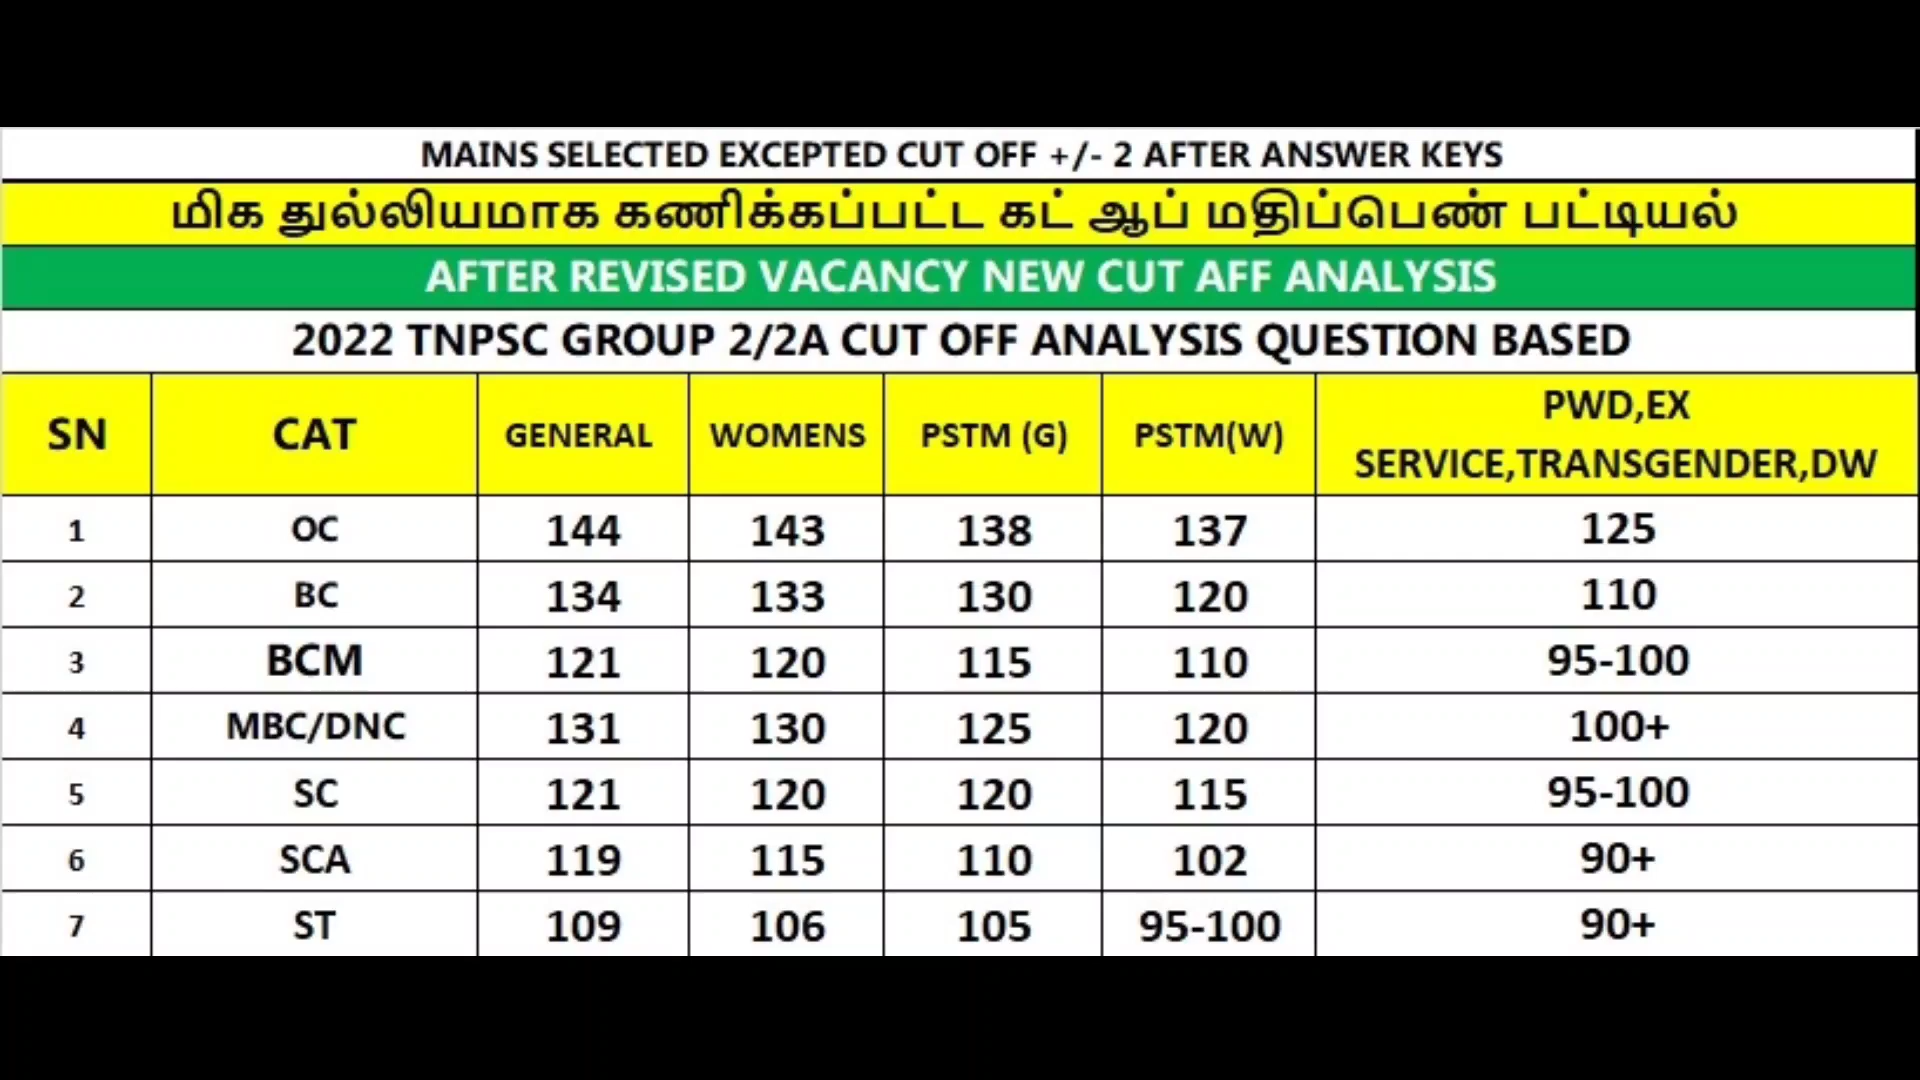 MAINS SELECTED EXCEPTED CUT OFF +/- 2 AFTER ANSWER KEYS
மிக துல்லியமாக கணிக்கப்பட்ட கட் ஆப் மதிப்பெண் பட்டியல்
AFTER REVISED VACANCY NEW CUT AFF ANALYSIS
2022 TNPSC GROUP 2/2A CUT OFF ANALYSIS QUESTION BASED
SN CAT GENERAL WOMENS PSTM (G) PSTM(W) PWD,EX
SERVICE,TRANSGENDER,DW
1 OC 144 143 138 137 125
2 BC 134 133 130 120 110
3 BCM 121 120 115 110 95-100
4 MBC/DNC 131 130 125 120 100+
5 SC 121 120 120 115 95-100
6 SCA 119 115 110 102 90+
7 ST 109 106 105 95-100 90+